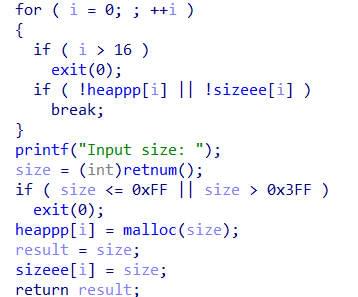 for ( i = 0; ; ++i )
{
if ( i > 16 )
exit(0);
if ( !heappp[i] || !sizeee[i] )
break;
}
printf("Input size: ");
size = (int)retnum();
if ( size <= 0xFF || size > 0x3FF )
exit(0);
heappp[i] = malloc(size);
result = size;
sizeee[i] = size;
return result;